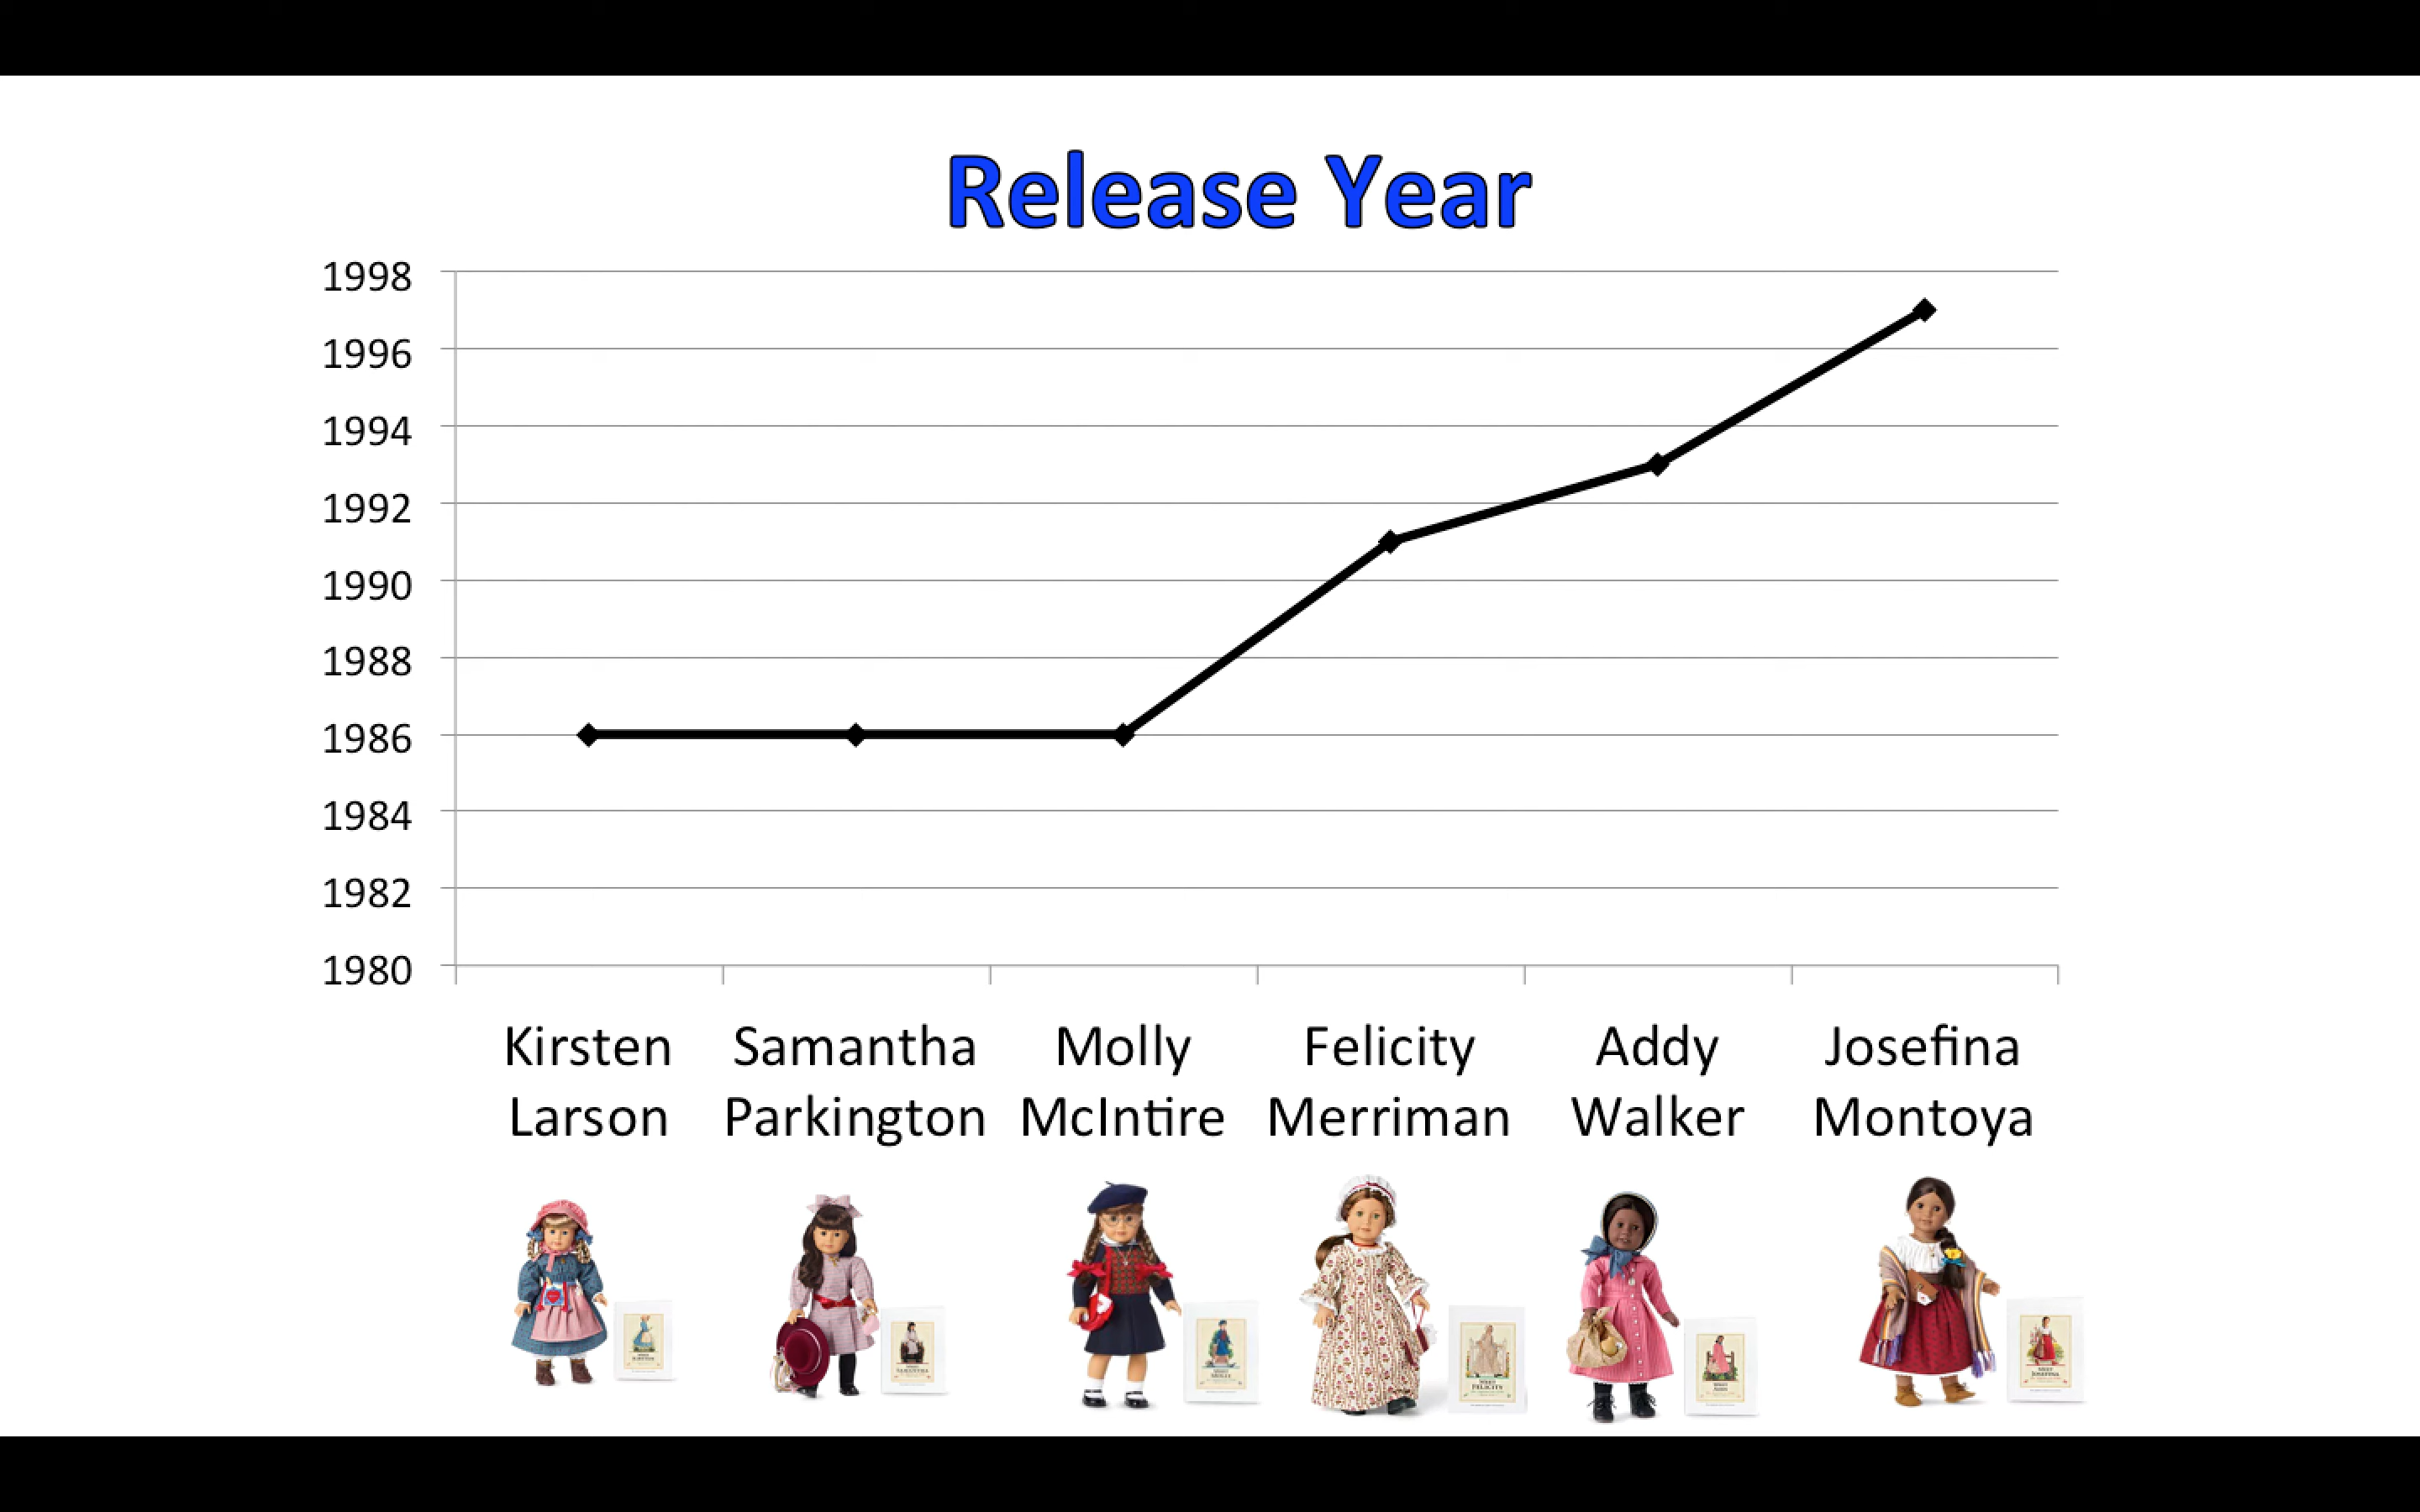 Release Year
1998
1996
1994
1992
1990
1988
1986
1984
1982
1980
Kirsten Larson
Samantha Parkington
Molly McIntire
Felicity Merriman
Addy Walker
Josefina Montoya